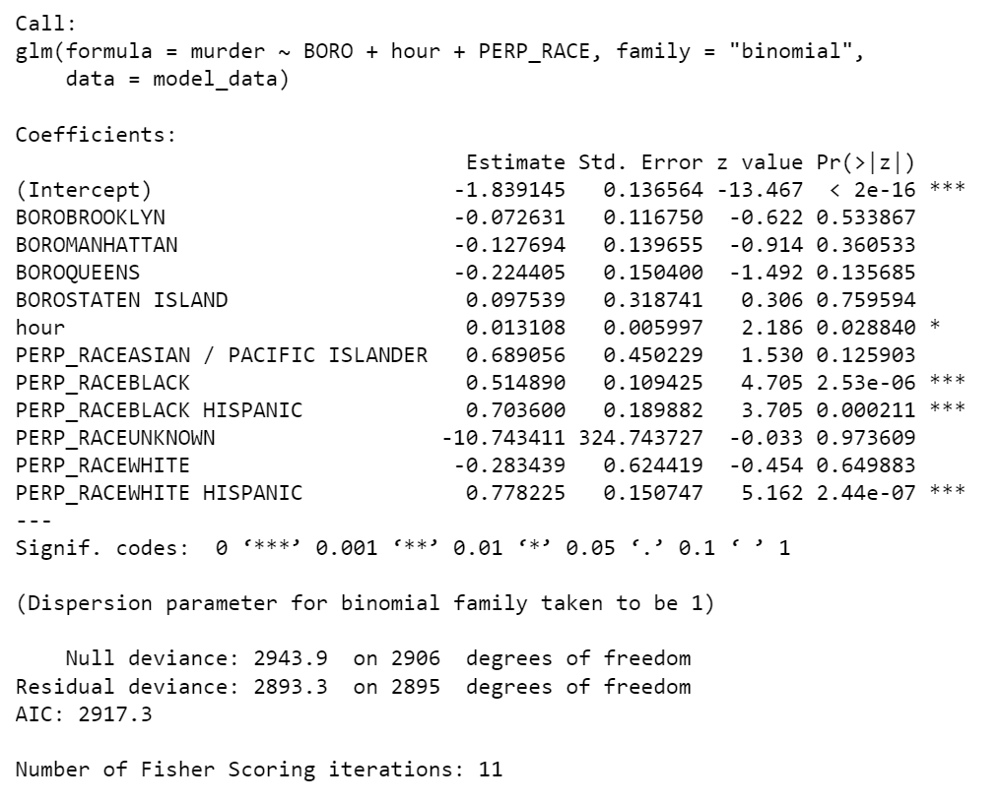 Call:
glm(formula = murder ~ BORO + hour + PERP_RACE, family = "binomial",
    data = model_data)

Coefficients:
                                    Estimate Std. Error z value Pr(>|z|)
(Intercept)                        -1.839145   0.136564 -13.467  < 2e-16 ***
BOROBROOKLYN                       -0.072631   0.116750  -0.622 0.533867
BOROMANHATTAN                      -0.127694   0.139655  -0.914 0.360533
BOROQUEENS                         -0.224405   0.150400  -1.492 0.135685
BOROSTATEN ISLAND                   0.097539   0.318741   0.306 0.759594
hour                                0.013108   0.005997   2.186 0.028840 *
PERP_RACEASIAN / PACIFIC ISLANDER   0.689056   0.450229   1.530 0.125903
PERP_RACEBLACK                      0.514890   0.109425   4.705 2.53e-06 ***
PERP_RACEBLACK HISPANIC             0.703600   0.189882   3.705 0.000211 ***
PERP_RACEUNKNOWN                  -10.743411 324.743727  -0.033 0.973609
PERP_RACEWHITE                     -0.283439   0.624419  -0.454 0.649883
PERP_RACEWHITE HISPANIC             0.778225   0.150747   5.162 2.44e-07 ***
---
Signif. codes:  0 ‘***’ 0.001 ‘**’ 0.01 ‘*’ 0.05 ‘.’ 0.1 ‘ ’ 1

(Dispersion parameter for binomial family taken to be 1)

    Null deviance: 2943.9  on 2906  degrees of freedom
Residual deviance: 2893.3  on 2895  degrees of freedom
AIC: 2917.3

Number of Fisher Scoring iterations: 11